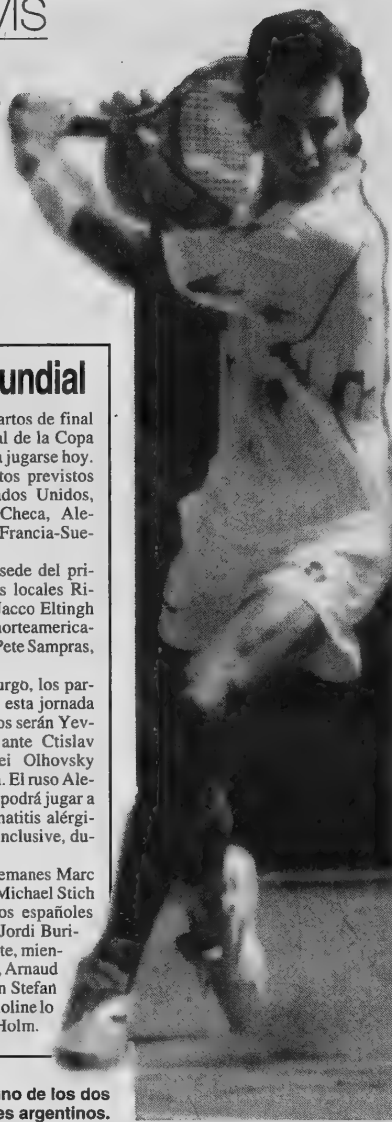 VIS
undial
artos de final
al de la Copa
a jugarse hoy.
tos previstos
ados Unidos,
Checa, Ale-
Francia-Sue-
sede del pri-
s locales Ri-
Jacco Eltingh
norteamerica-
Pete Sampras,
urgo, los par-
esta jornada
os serán Yev-
ante Ctislav
ei Olhovsky
. El ruso Ale-
podrá jugar a
natitis alérgi-
inclusive, du-
emanes Marc
Michael Stich
os españoles
Jordi Buri-
te, mien-
, Arnaud
n Stefan
oline lo
Holm.
uno de los dos
es argentinos.